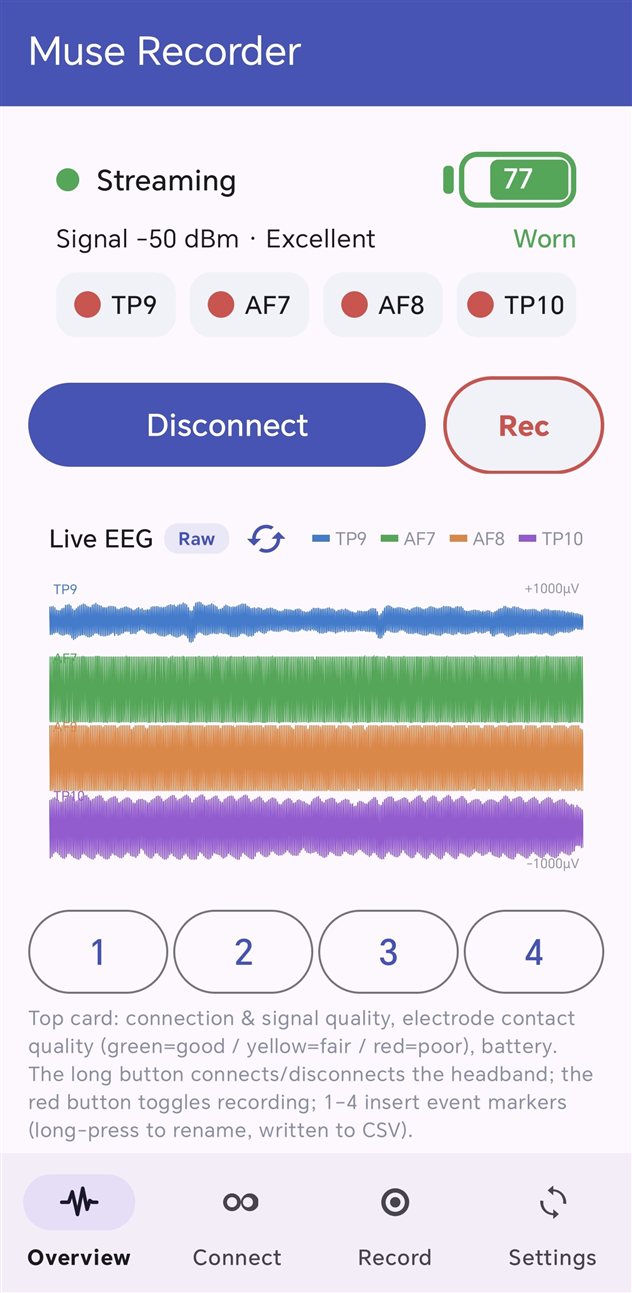 Muse Recorder
Streaming
77
Signal -50 dBm · Excellent
Worn
TP9
AF7
AF8
TP10
Disconnect
Rec
Live EEG
Raw
TP9
AF7
AF8
TP10
TP9
+1000μV
AF7
AF8
TP10
-1000μV
1
2
3
4
Top card: connection & signal quality, electrode contact
quality (green=good / yellow=fair / red=poor), battery.
The long button connects/disconnects the headband; the
red button toggles recording; 1-4 insert event markers
(long-press to rename, written to CSV).
Overview
Connect
Record
Settings